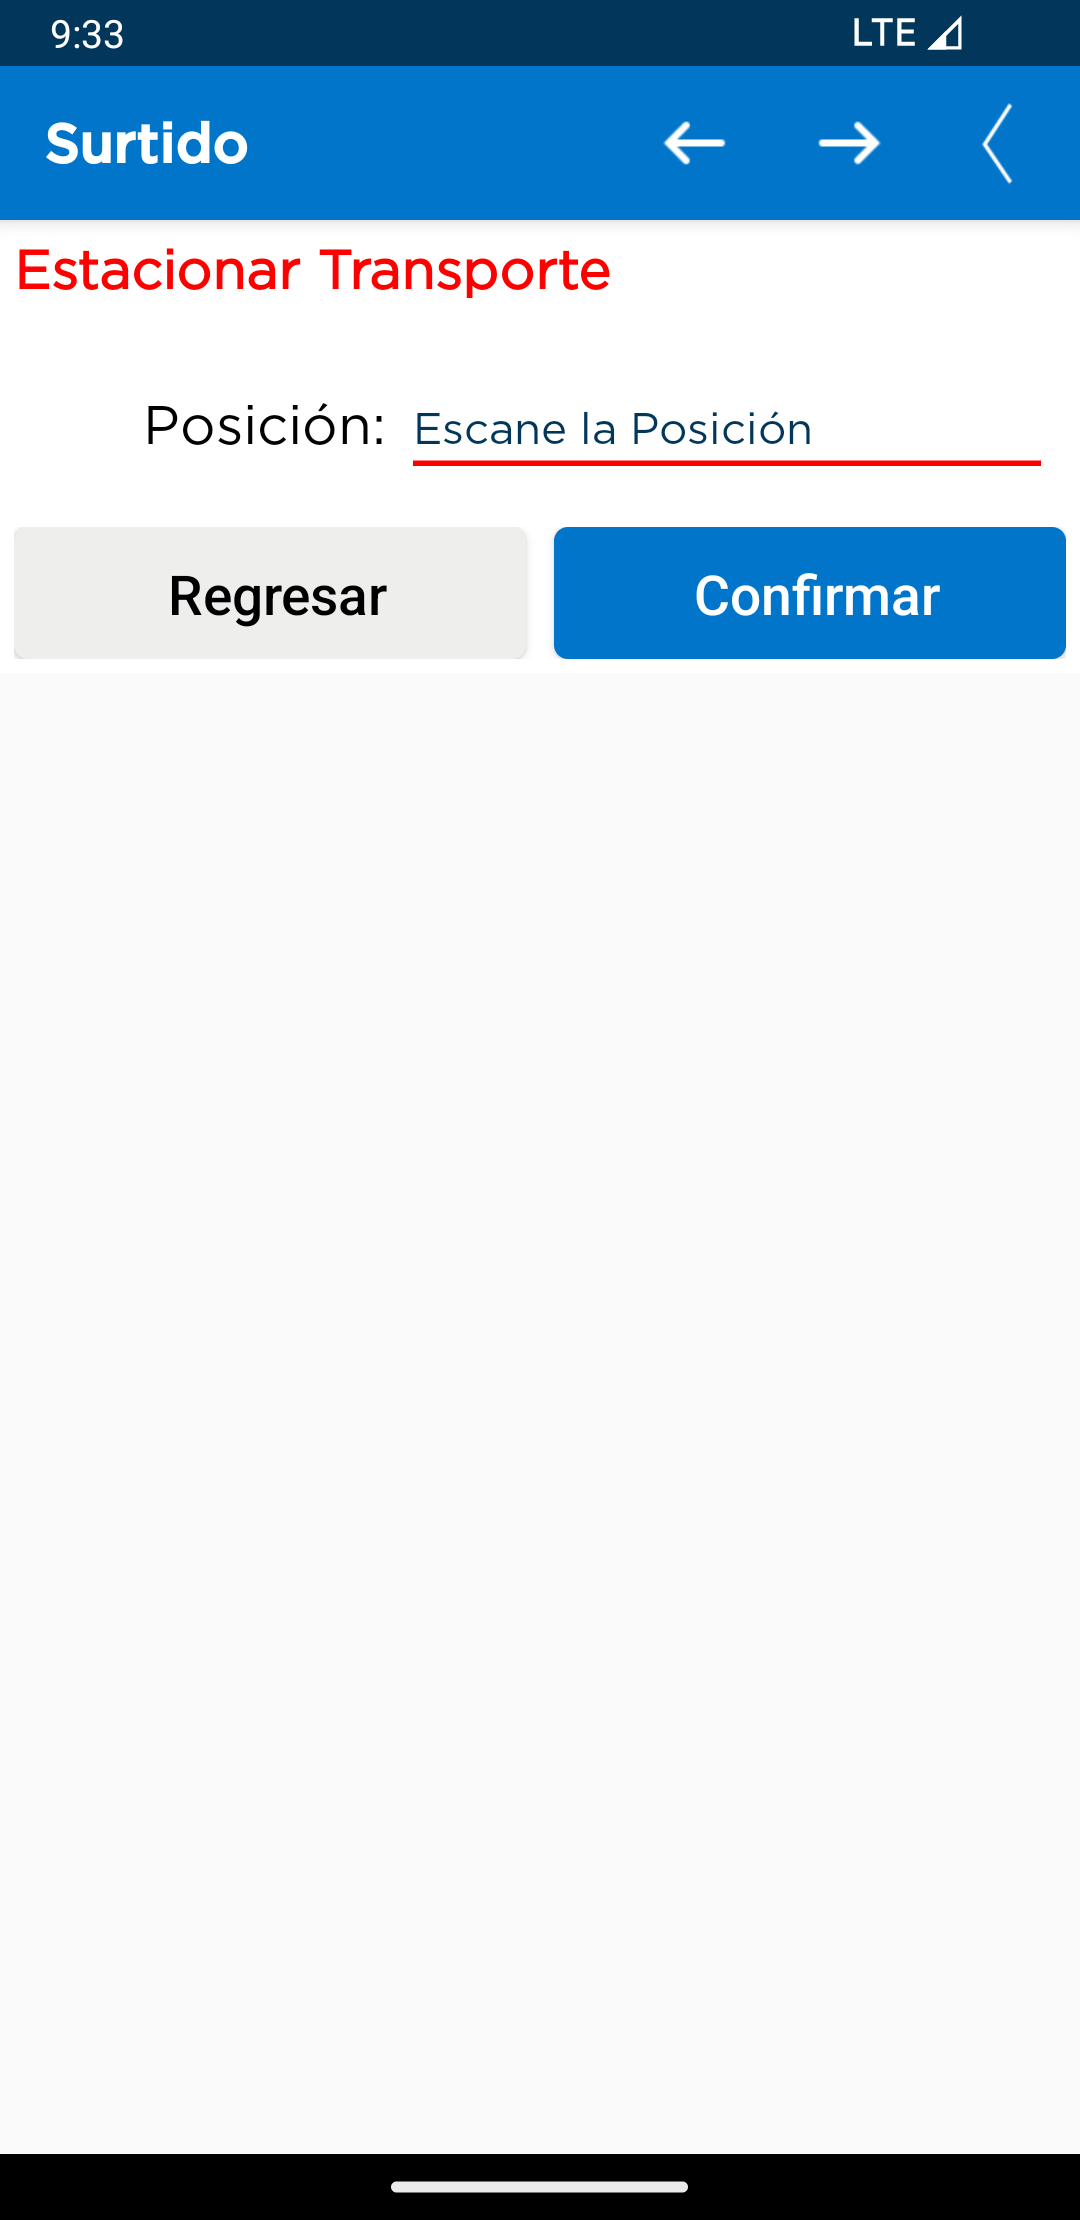 9:33 LTE
Surtido
Estacionar Transporte
Posición: Escane la Posición
Regresar Confirmar